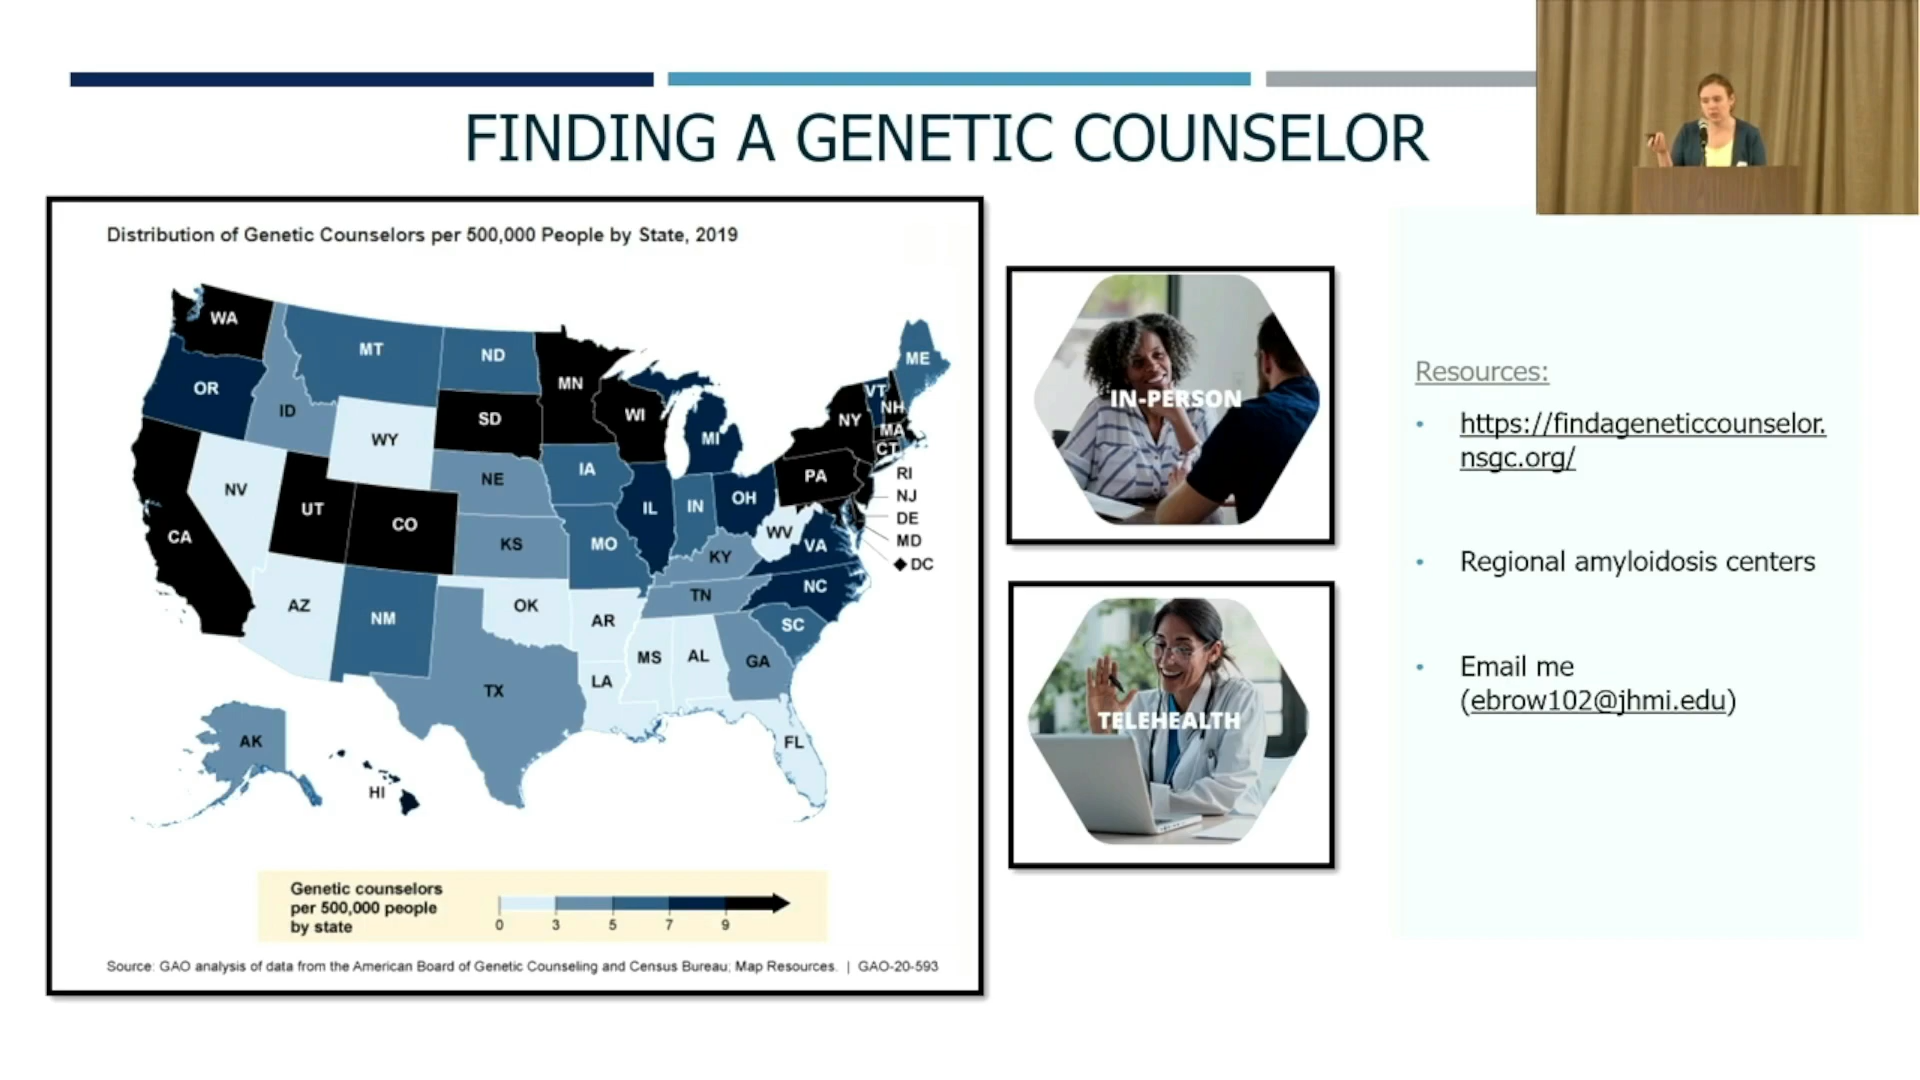 FINDING A GENETIC COUNSELOR
Distribution of Genetic Counselors per 500,000 People by State, 2019
WA
MT
ND
MN
ME
OR
ID
SD
WI
VT
NH
NY
MA
WY
MI
CT
IA
PA
RI
NV
NE
NJ
UT
CO
IL
IN
OH
DE
CA
KS
MO
WV
VA
MD
KY
DC
AZ
NM
OK
AR
TN
NC
SC
MS
AL
GA
TX
LA
AK
HI
FL
Genetic counselors
per 500,000 people
by state
0 3 5 7 9
Source: GAO analysis of data from the American Board of Genetic Counseling and Census Bureau; Map Resources. | GAO-20-593
IN-PERSON
TELEHEALTH
Resources:
• https://findageneticcounselor.
nsgc.org/
• Regional amyloidosis centers
• Email me
(ebrow102@jhmi.edu)